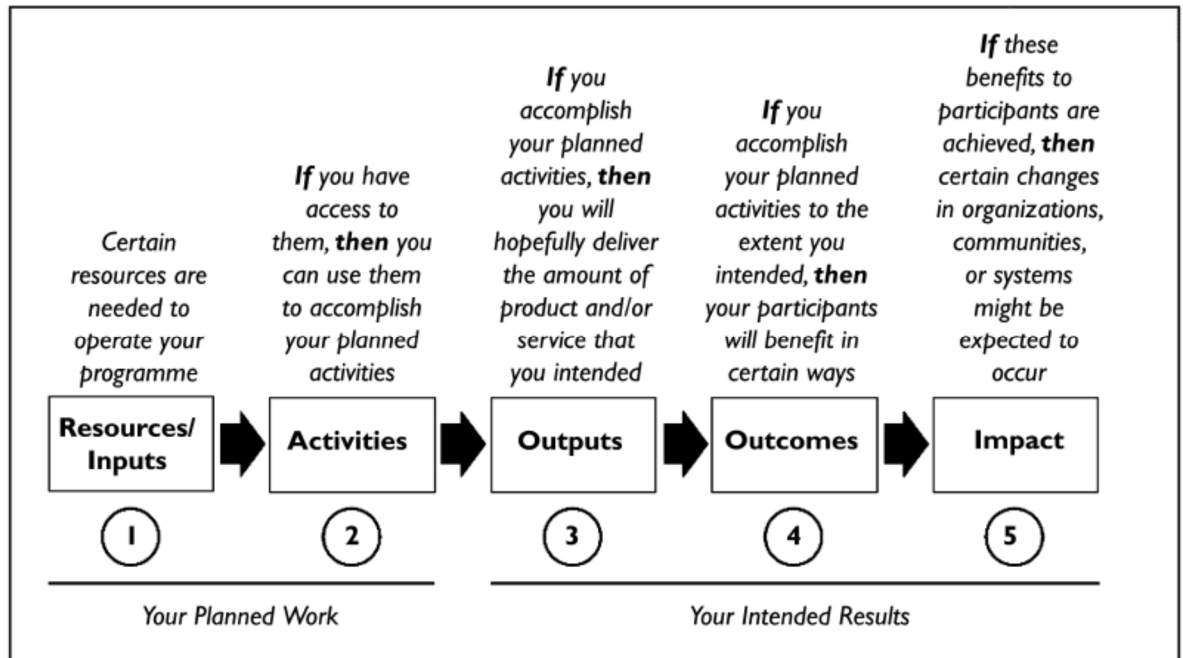 Certain
resources are
needed to
operate your
programme
If you have
access to
them, then you
can use them
to accomplish
your planned
activities
If you
accomplish
your planned
activities, then
you will
hopefully deliver
the amount of
product and/or
service that
you intended
If you
accomplish
your planned
activities to the
extent you
intended, then
your participants
will benefit in
certain ways
If these
benefits to
participants are
achieved, then
certain changes
in organizations,
communities,
or systems
might be
expected to
occur
Resources/
Inputs
Activities
Outputs
Outcomes
Impact
1
2
3
4
5
Your Planned Work
Your Intended Results